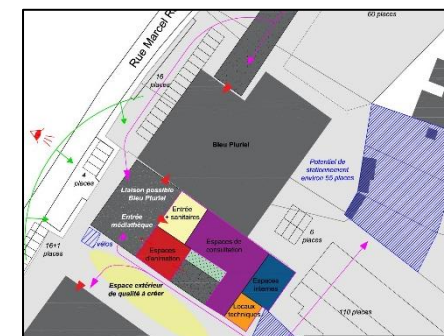 60 places
Rue Marcel R
16
places
Bleu Pluriel
Potentiel de
stationnement
environ 55 places
4
places
Liaison possible
Bleu Pluriel
Entrée
+
sanitaires
Entrée
médiathèque
Espaces de
consultation
16+1
places
vélos
Espaces
d'animation
6
places
Espaces
internes
Espace extérieur
de qualité à créer
Locaux
techniques
110 places